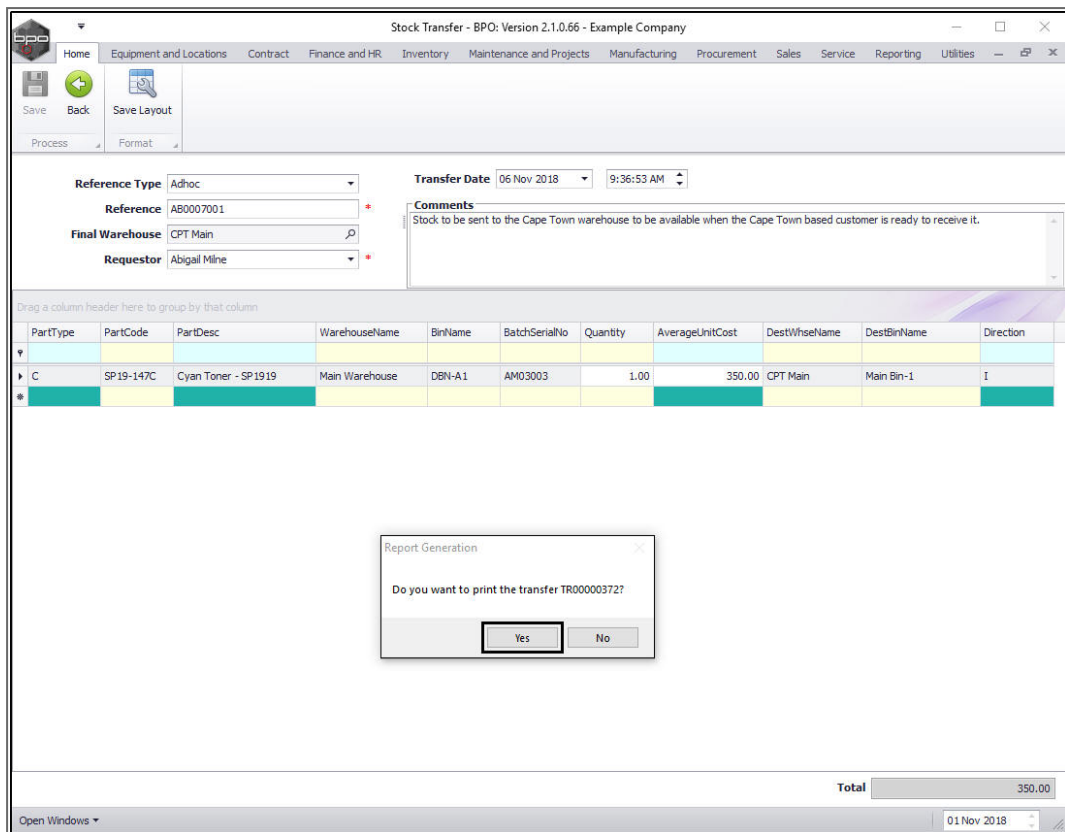 Stock Transfer - BPO: Version 2.1.0.66 - Example Company
bpo
Home Equipment and Locations Contract Finance and HR Inventory Maintenance and Projects Manufacturing Procurement Sales Service Reporting Utilities
Save Back Save Layout
Process Format
Reference Type Adhoc Transfer Date 06 Nov 2018 9:36:53 AM
Reference AB0007001 * Comments
Stock to be sent to the Cape Town warehouse to be available when the Cape Town based customer is ready to receive it.
Final Warehouse CPT Main
Requestor Abigail Milne *
Drag a column header here to group by that column
PartType PartCode PartDesc WarehouseName BinName BatchSerialNo Quantity AverageUnitCost DestWhseName DestBinName Direction
C SP19-147C Cyan Toner - SP1919 Main Warehouse DBN-A1 AM03003 1.00 350.00 CPT Main Main Bin-1 I
Report Generation
Do you want to print the transfer TR00000372?
Yes No
Total 350.00
Open Windows 01 Nov 2018